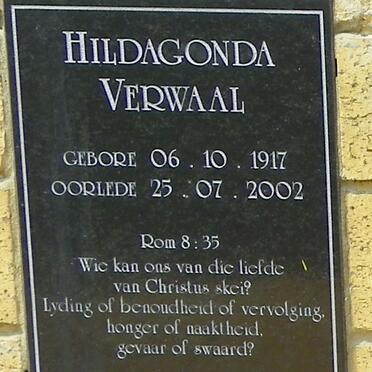 HILDAGONDA
VERWAAL
GEBORE 06 . 10 . 1917
OORLEDE 25 . 07 . 2002
Rom 8 : 35
Wie kan ons van die liefde
van Christus skei?
Lyding of benoudheid of vervolging,
honger of naaktheid,
gevaar of swaard?